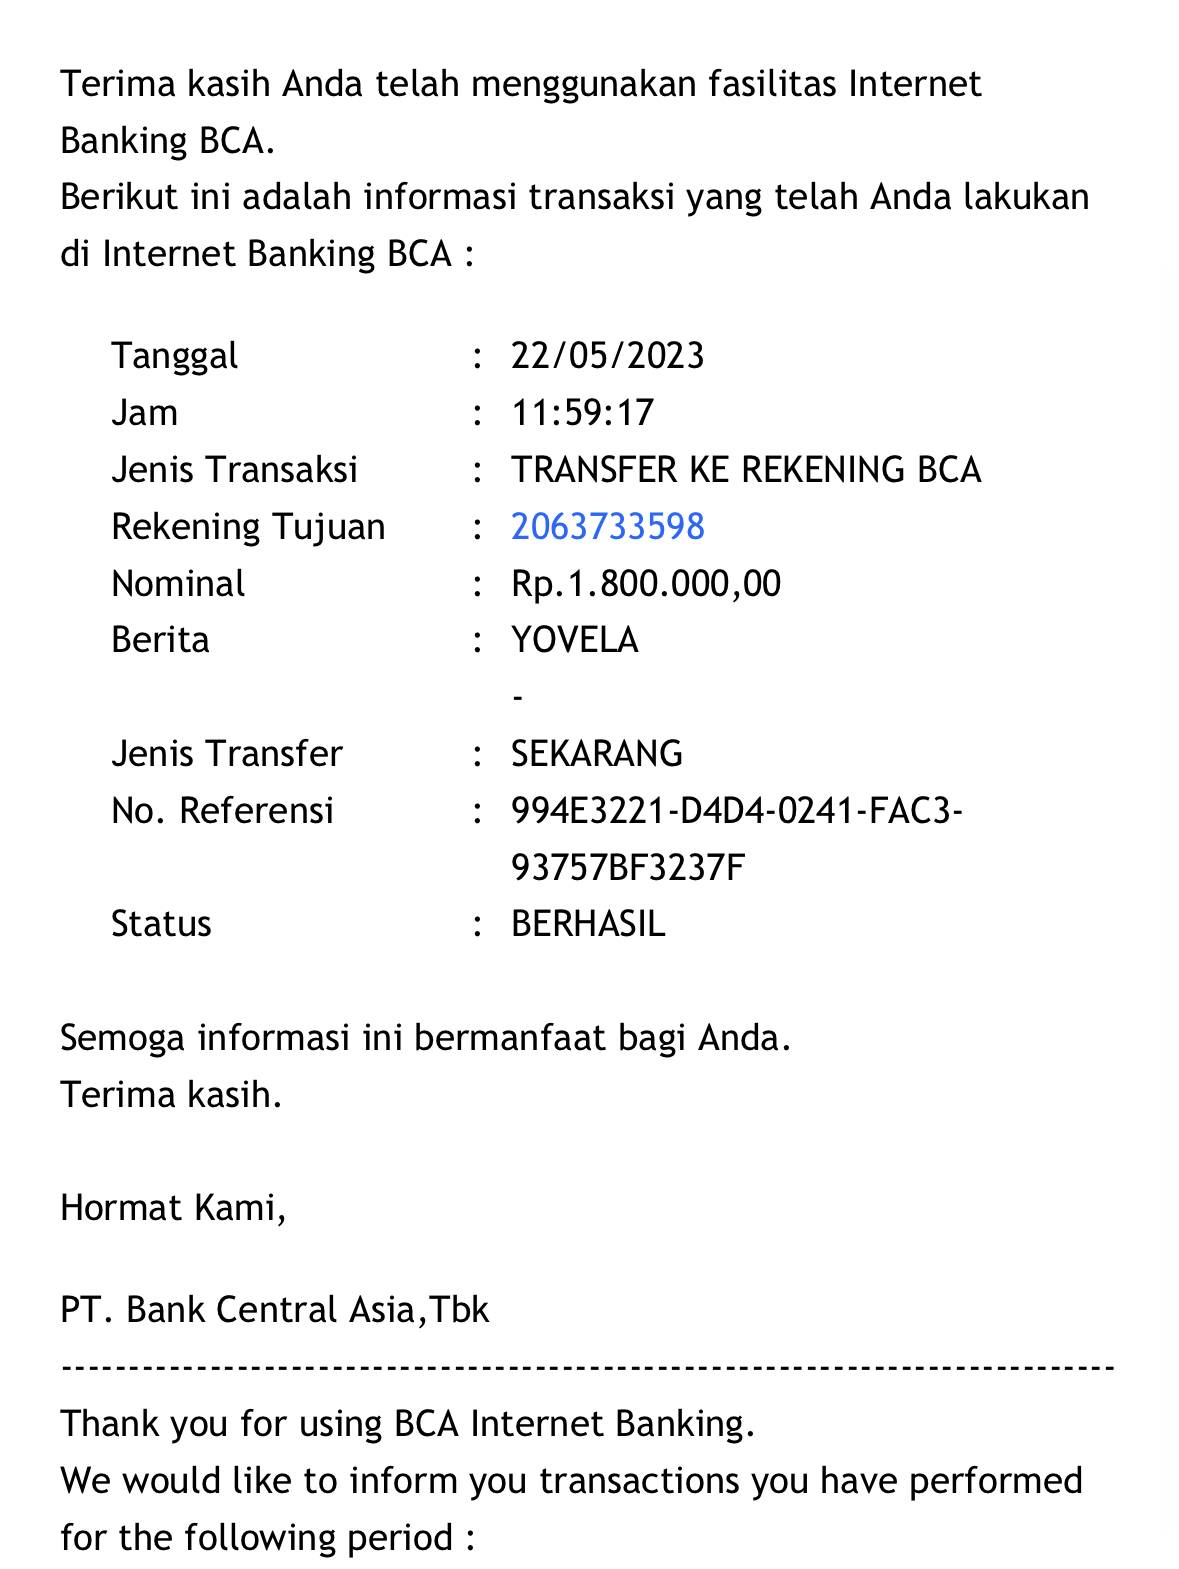 Terima kasih Anda telah menggunakan fasilitas Internet
Banking BCA.
Berikut ini adalah informasi transaksi yang telah Anda lakukan
di Internet Banking BCA :
Tanggal : 22/05/2023
Jam : 11:59:17
Jenis Transaksi : TRANSFER KE REKENING BCA
Rekening Tujuan : 2063733598
Nominal : Rp.1.800.000,00
Berita : YOVELA
-
Jenis Transfer : SEKARANG
No. Referensi : 994E3221-D4D4-0241-FAC3-
93757BF3237F
Status : BERHASIL
Semoga informasi ini bermanfaat bagi Anda.
Terima kasih.
Hormat Kami,
PT. Bank Central Asia,Tbk
------------------------------------------------------------------------------
Thank you for using BCA Internet Banking.
We would like to inform you transactions you have performed
for the following period :